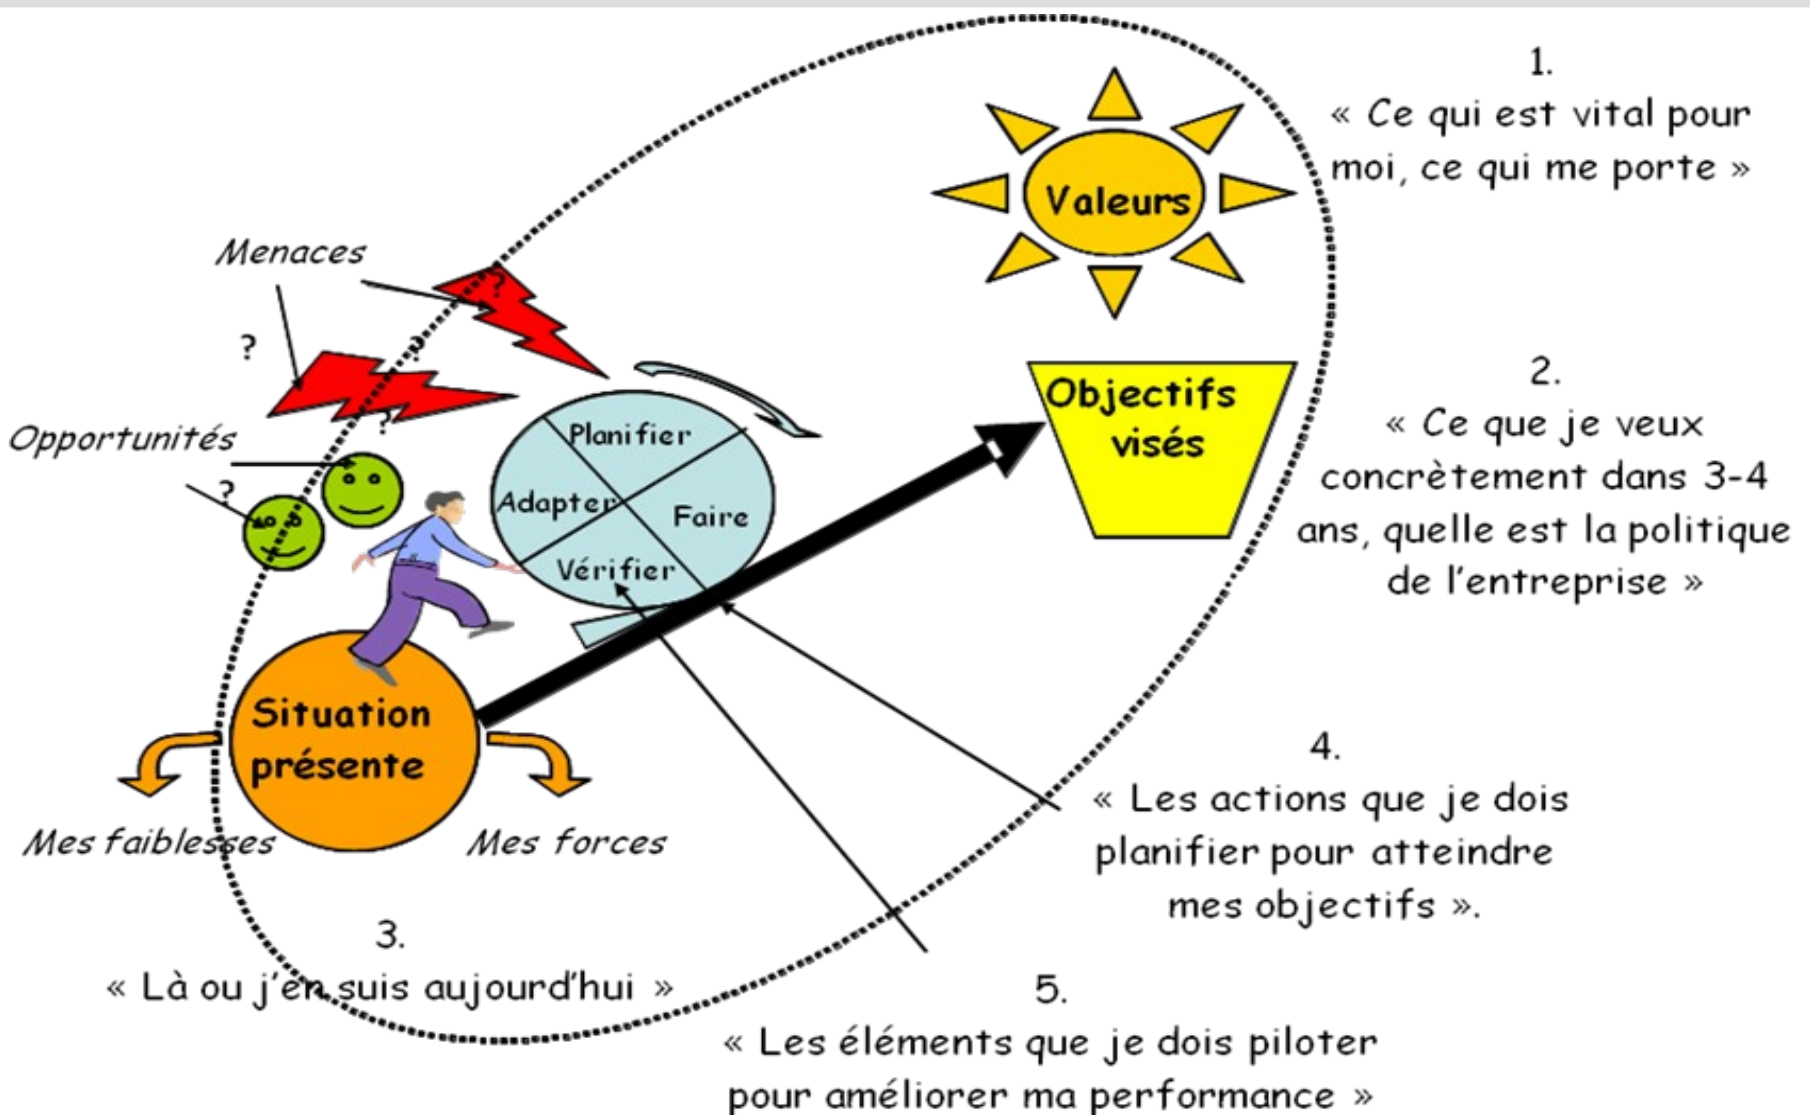 1.
« Ce qui est vital pour
moi, ce qui me porte »
Valeurs
Menaces
?
?
?
?
?
Opportunités
Objectifs
visés
2.
« Ce que je veux
concrètement dans 3-4
ans, quelle est la politique
de l'entreprise »
Planifier
Adapter
Faire
Vérifier
Situation
présente
Mes faiblesses
Mes forces
3.
« Là ou j'en suis aujourd'hui »
4.
« Les actions que je dois
planifier pour atteindre
mes objectifs ».
5.
« Les éléments que je dois piloter
pour améliorer ma performance »